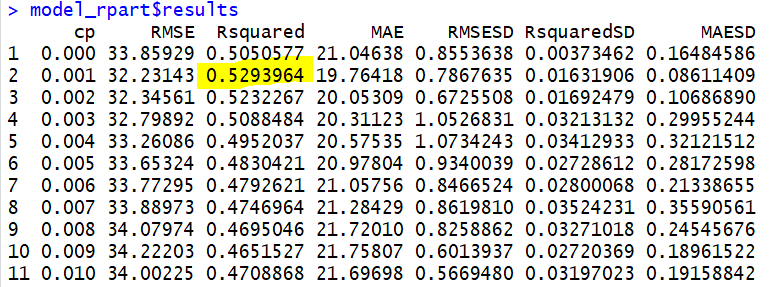 > model_rpart$results
cp RMSE Rsquared MAE RMSESD RsquaredSD MAESD
1 0.000 33.85929 0.5050577 21.04638 0.8553638 0.00373462 0.16484586
2 0.001 32.23143 0.5293964 19.76418 0.7867635 0.01631906 0.08611409
3 0.002 32.34561 0.5232267 20.05309 0.6725508 0.01692479 0.10686890
4 0.003 32.79892 0.5088484 20.31123 1.0526831 0.03213132 0.29955244
5 0.004 33.26086 0.4952037 20.57535 1.0734243 0.03412933 0.32121512
6 0.005 33.65324 0.4830421 20.97804 0.9340039 0.02728612 0.28172598
7 0.006 33.77295 0.4792621 21.05756 0.8466524 0.02800068 0.21338655
8 0.007 33.88973 0.4746964 21.28429 0.8619810 0.03524231 0.35590561
9 0.008 34.07974 0.4695046 21.72010 0.8258862 0.03271018 0.24545676
10 0.009 34.22203 0.4651527 21.75807 0.6013937 0.02720369 0.18961522
11 0.010 34.00225 0.4708868 21.69698 0.5669480 0.03197023 0.19158842